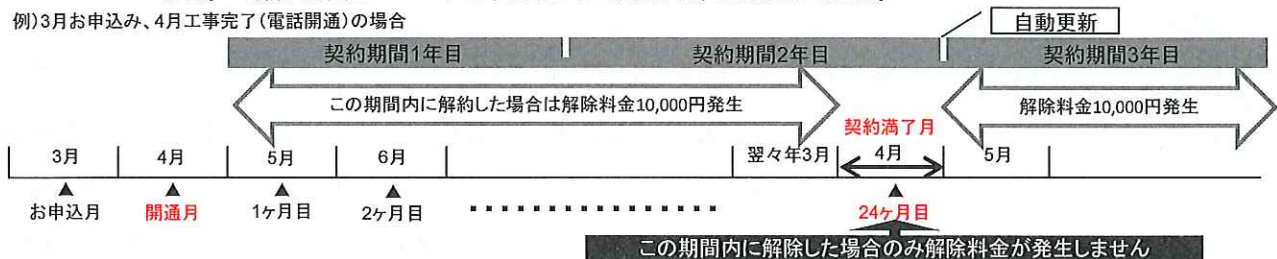 例)3月お申込み、4月工事完了(電話開通)の場合
自動更新
契約期間1年目 契約期間2年目 契約期間3年目
この期間内に解約した場合は解除料金10,000円発生 解除料金10,000円発生
契約満了月
3月 4月 5月 6月 翌々年3月 4月 5月
▲ ▲ ▲ ▲ ▲
お申込月 開通月 1ヶ月目 2ヶ月目 ・・・・・・・・・・・・・・・ 24ヶ月目
この期間内に解除した場合のみ解除料金が発生しません